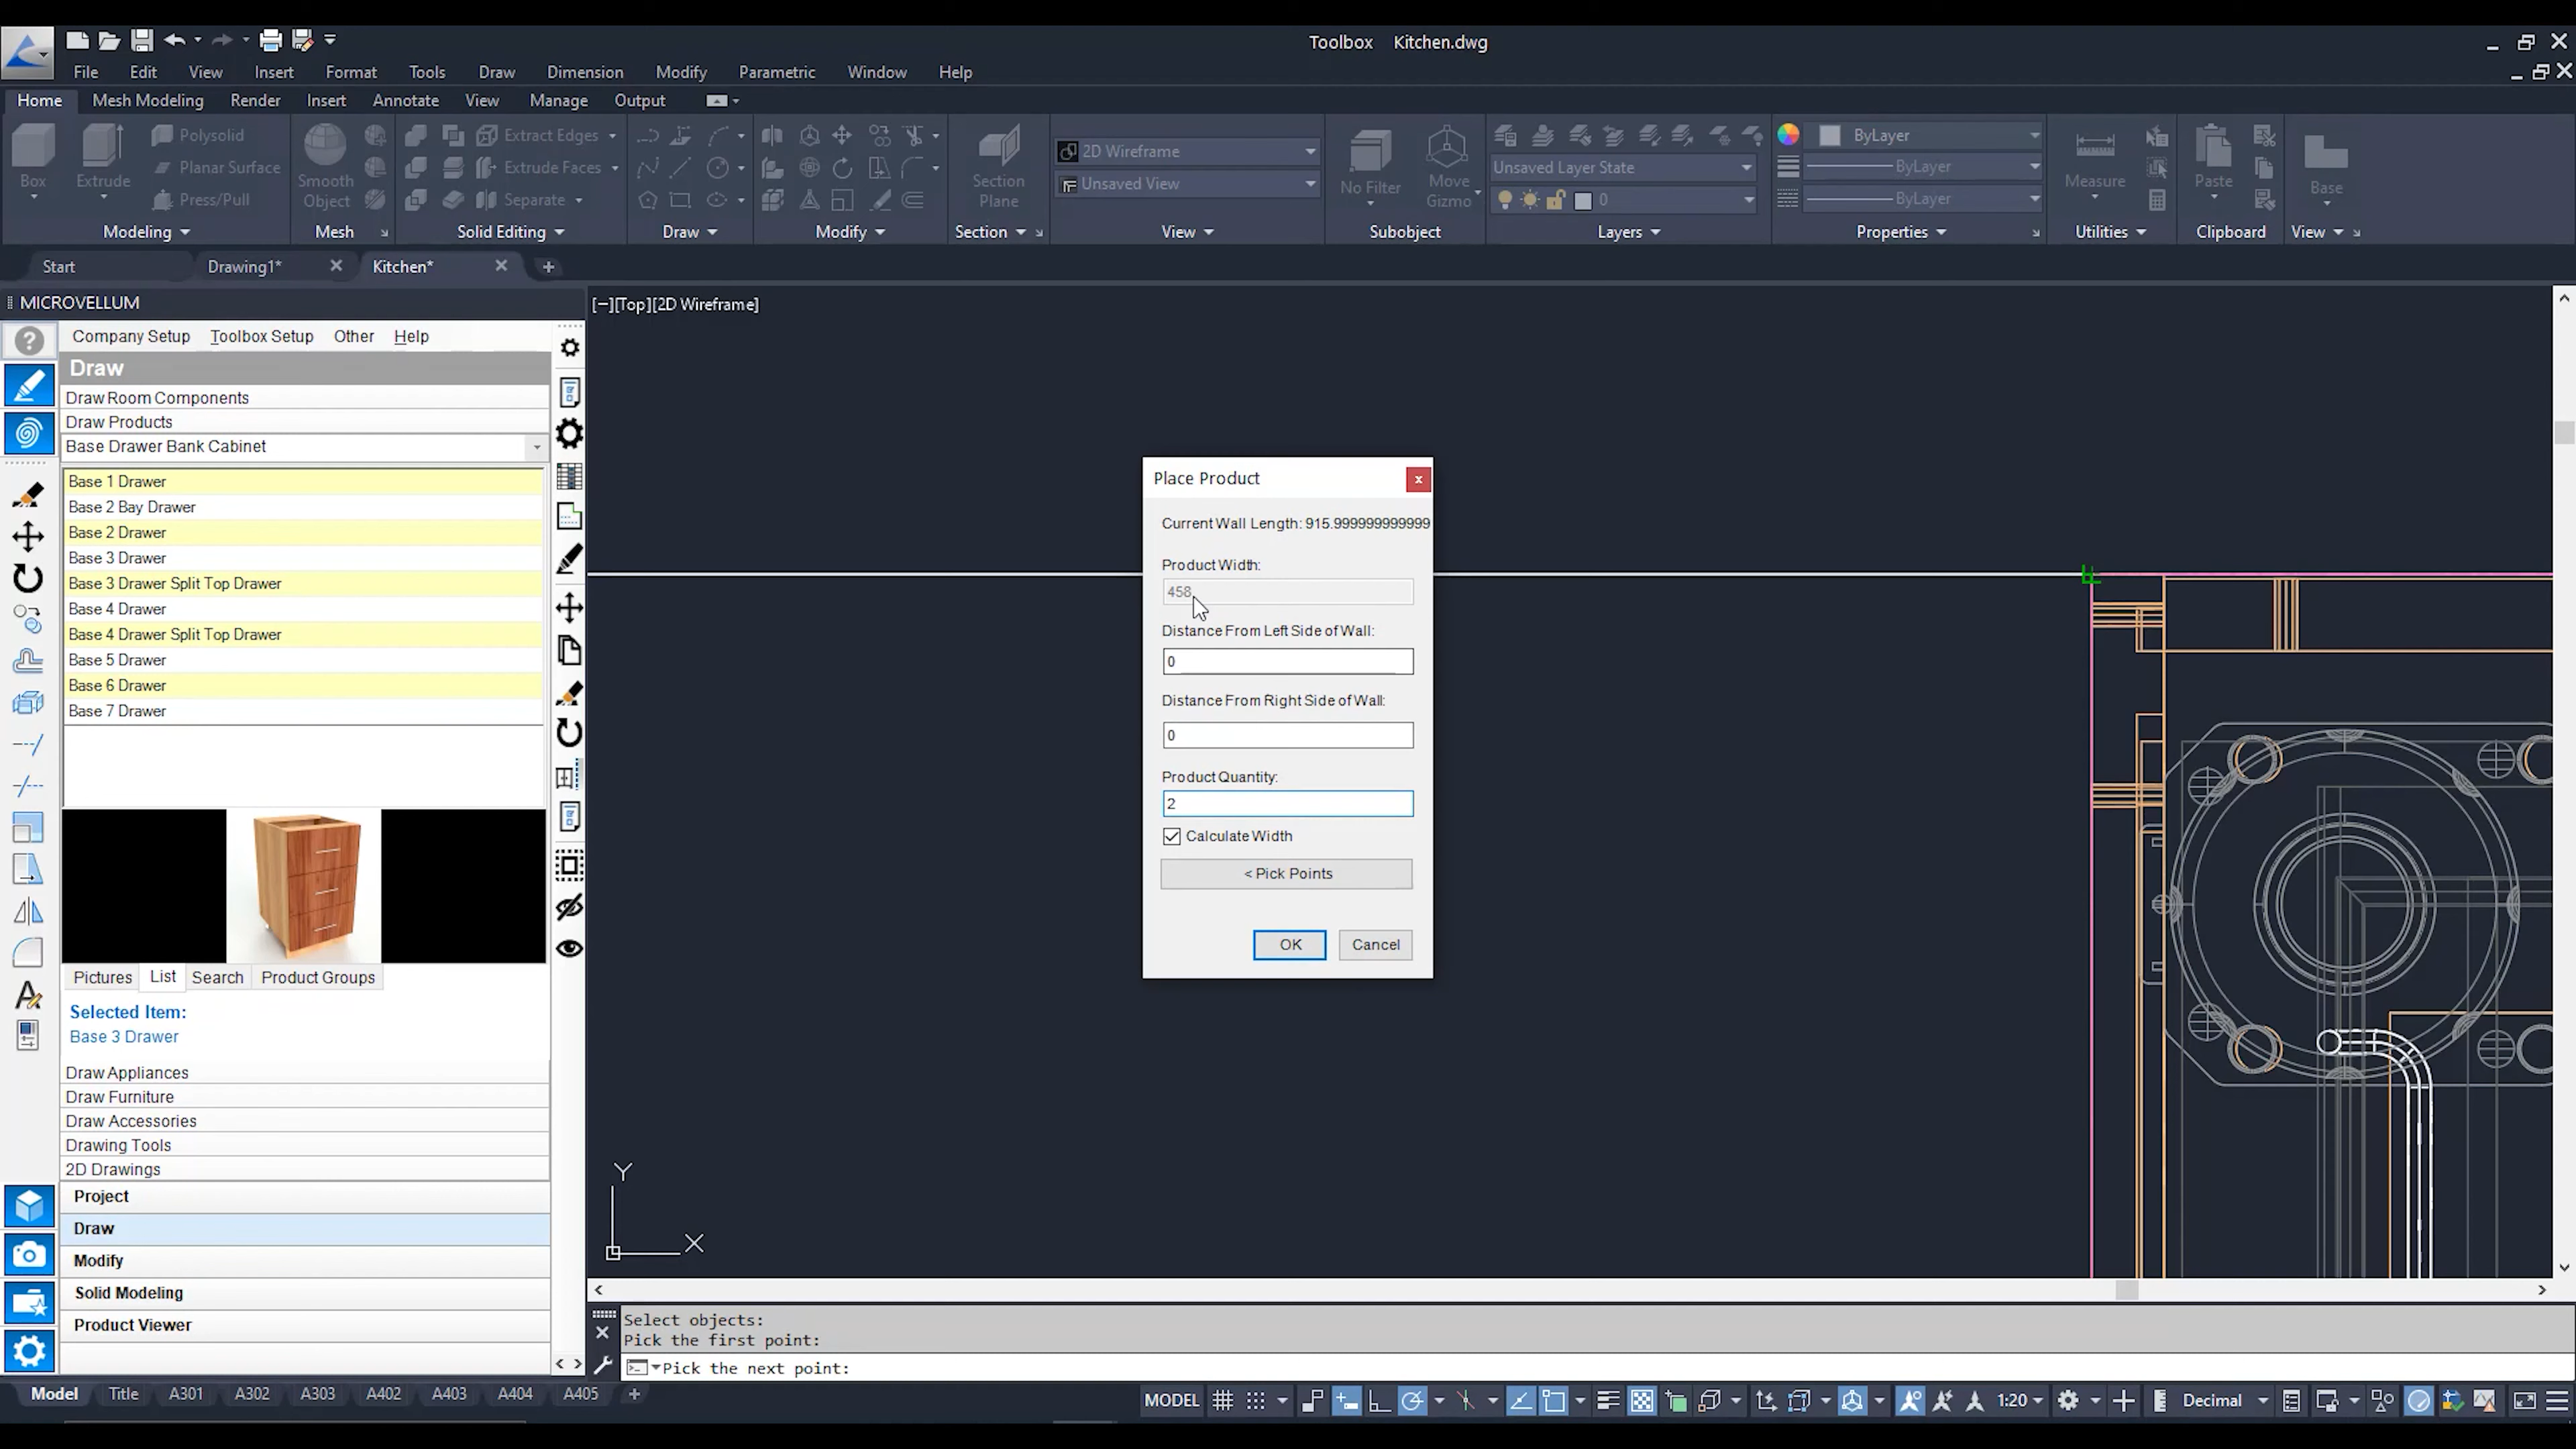 Toolbox Kitchen.dwg
File Edit View Insert Format Tools Draw Dimension Modify Parametric Window Help
Home Mesh Modeling Render Insert Annotate View Manage Output
Box
Extrude
Polysolid
Planar Surface
Press/Pull
Smooth
Object
Extract Edges
Extrude Faces
Separate
Section
Plane
2D Wireframe
Unsaved View
No Filter
Move
Gizmo
Unsaved Layer State
0
ByLayer
ByLayer
ByLayer
Measure
Paste
Base
Modeling Mesh Solid Editing Draw Modify Section View Subobject Layers Properties Utilities Clipboard View
Start Drawing1* Kitchen*
MICROVELLUM
[−][Top][2D Wireframe]
Company Setup Toolbox Setup Other Help
Draw
Draw Room Components
Draw Products
Base Drawer Bank Cabinet
Base 1 Drawer
Base 2 Bay Drawer
Base 2 Drawer
Base 3 Drawer
Base 3 Drawer Split Top Drawer
Base 4 Drawer
Base 4 Drawer Split Top Drawer
Base 5 Drawer
Base 6 Drawer
Base 7 Drawer
Pictures List Search Product Groups
Selected Item:
Base 3 Drawer
Draw Appliances
Draw Furniture
Draw Accessories
Drawing Tools
2D Drawings
Project
Draw
Modify
Solid Modeling
Product Viewer
Place Product
x
Current Wall Length: 915.999999999999
Product Width:
458
Distance From Left Side of Wall:
0
Distance From Right Side of Wall:
0
Product Quantity:
2
Calculate Width
< Pick Points
OK Cancel
Y
X
Select objects:
Pick the first point:
Pick the next point:
Model Title A301 A302 A303 A402 A403 A404 A405
MODEL 1:20 Decimal